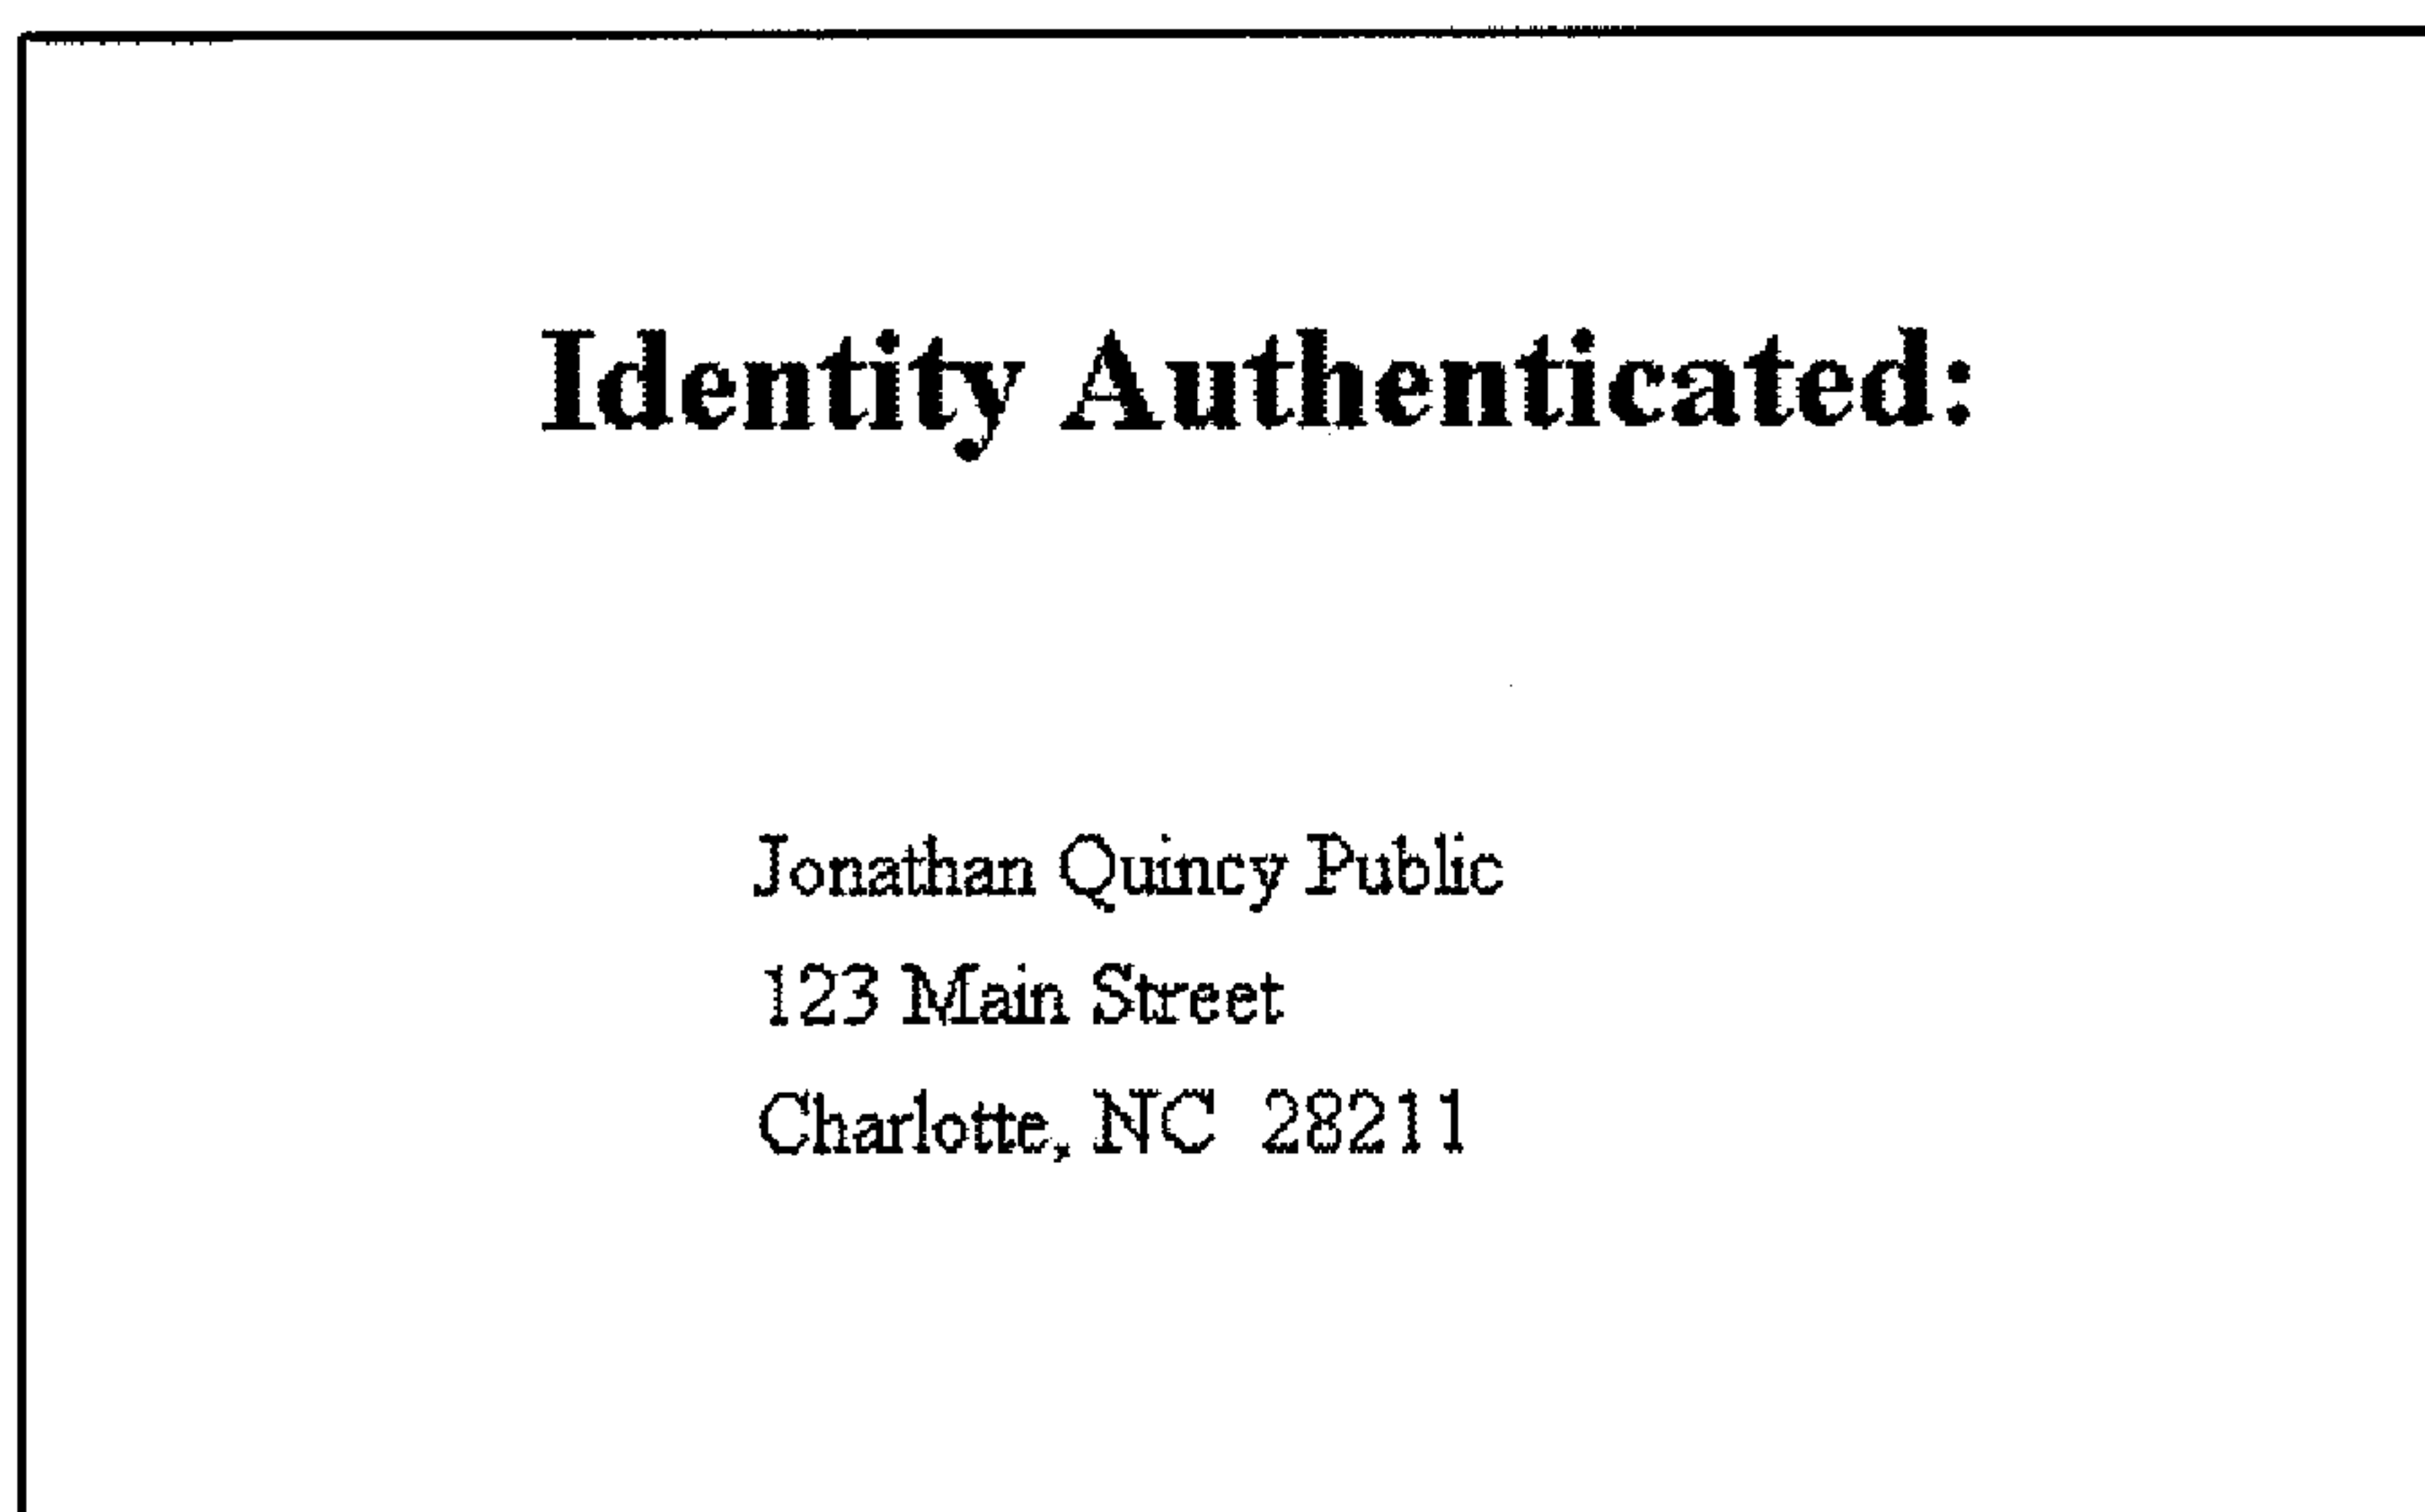 Identity Authenticated:
Jonathan Quincy Public
123 Main Street
Charlotte, NC 28211